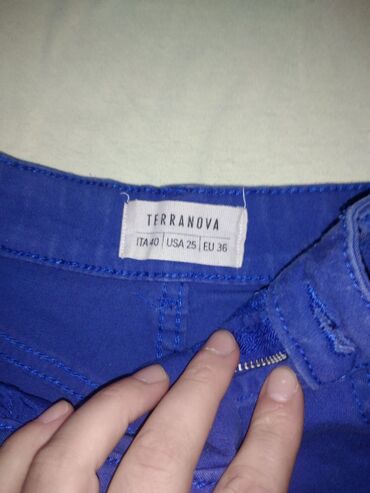 TERRANOVA
ITA 40 | USA 25 | EU 36